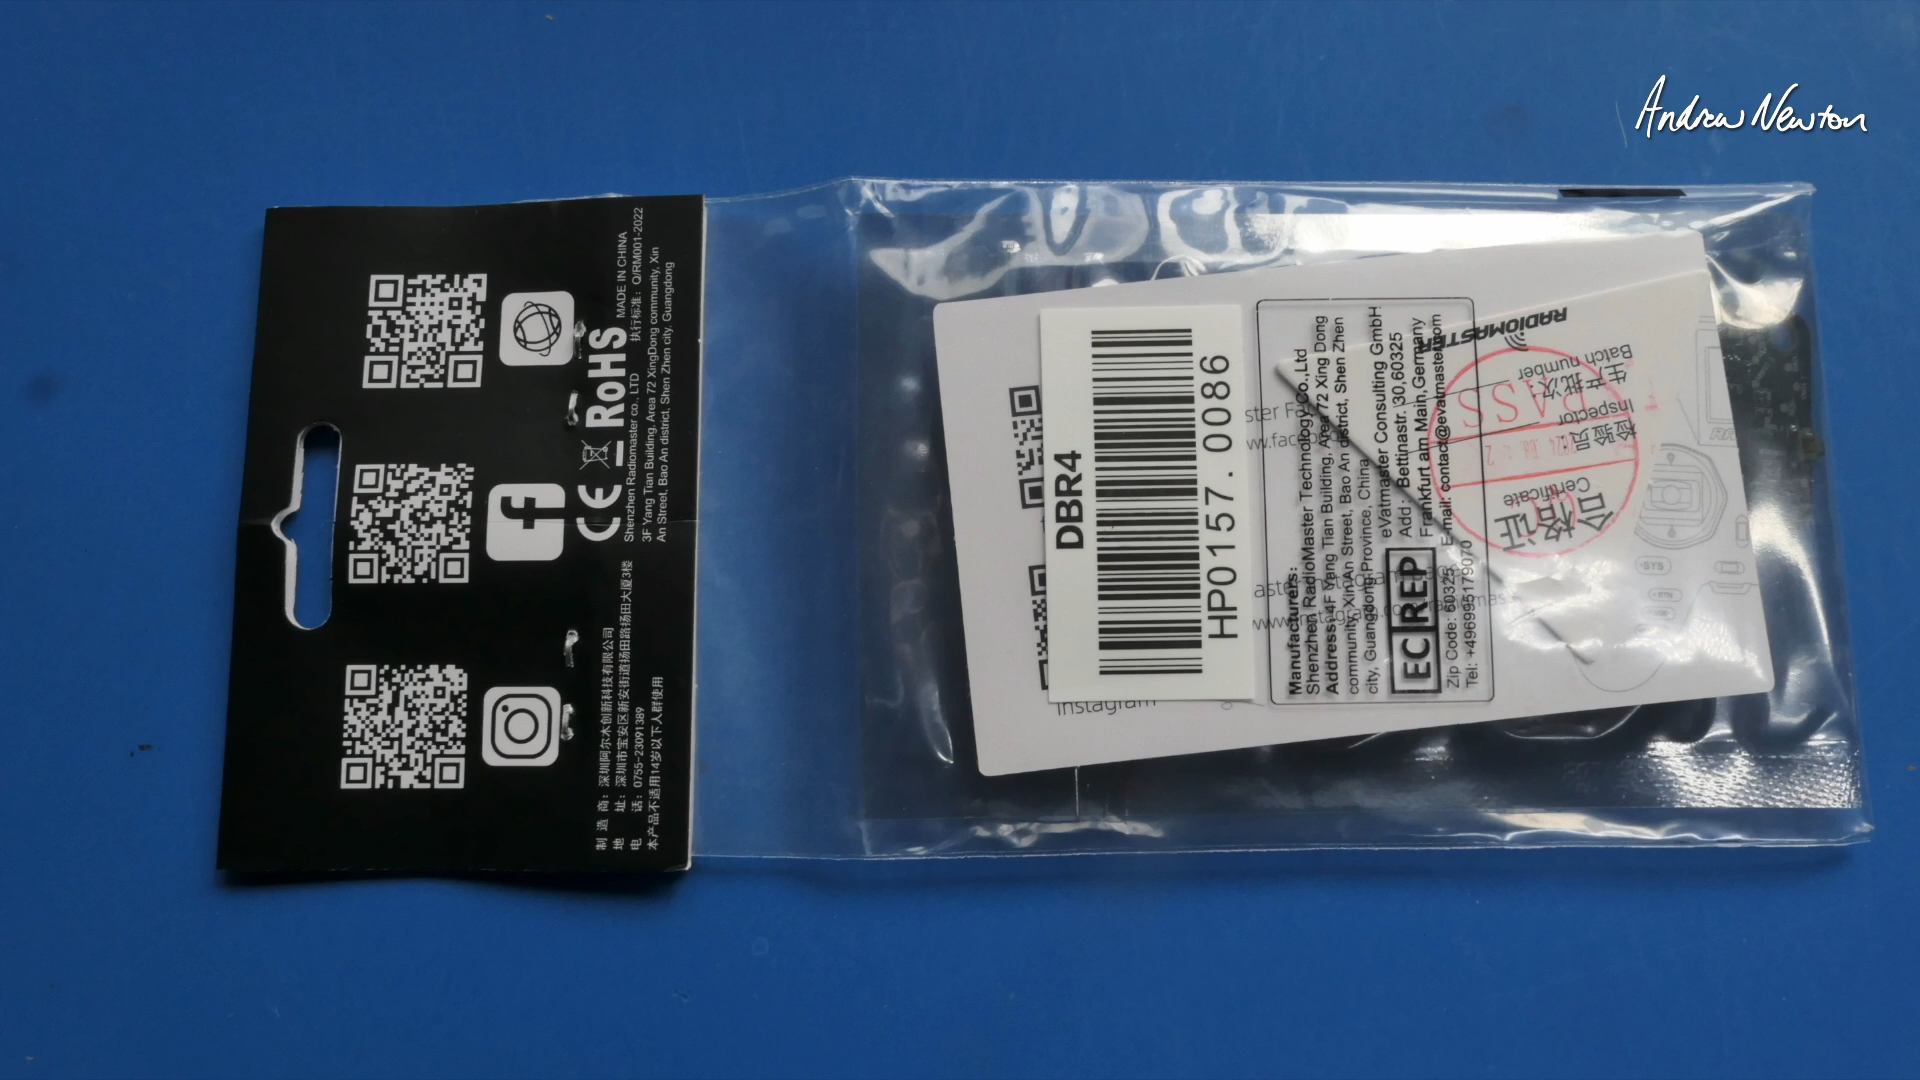 Andrew Newton
CE RoHS MADE IN CHINA
Shenzhen Radiomaster co., LTD 执行标准：Q/RM001-2022
3F Yang Tian Building, Area 72 XingDong community, Xin
An Street, Bao An district, Shen Zhen city, Guangdong
制 造 商：深圳阿尔木创新科技有限公司
地 址：深圳市宝安区新安街道扬田路扬田大厦3楼
电 话：0755-23091389
本产品不适用14岁以下人群使用
DBR4
HP0157.0086
Instagram
Manufacturers:
Shenzhen RadioMaster Technology Co.,Ltd
Address: 4F Yang Tian Building, Area 72 Xing Dong
community, Xin An Street, Bao An district, Shen Zhen
city, Guangdong Province, China
EC REP
eVatmaster Consulting GmbH
Add: Bettinastr. 30,60325
Frankfurt am Main,Germany
Zip Code: 60325 E-mail: contact@evatmaster.com
Tel: +4969951 79070
RADIOMASTER
合格证
Certificate
检验员:
Inspector
生产批次:
Batch number
PASS